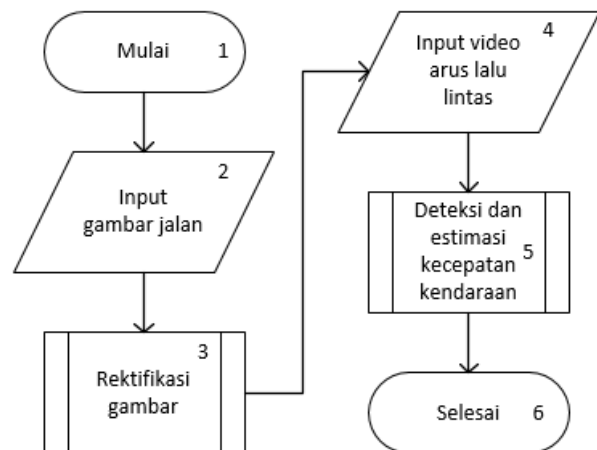 Mulai 1
2
Input
gambar jalan
3
Rektifikasi
gambar
4
Input video
arus lalu
lintas
Deteksi dan
estimasi
5
kecepatan
kendaraan
Selesai 6